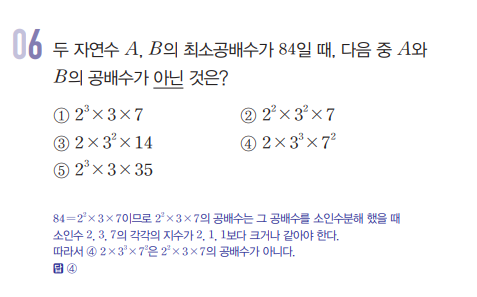 06 두 자연수 A, B의 최소공배수가 84일 때, 다음 중 A와
B의 공배수가 아닌 것은?
① 2³×3×7 ② 2²×3²×7
③ 2×3²×14 ④ 2×3³×7²
⑤ 2³×3×35
84=2²×3×7이므로 2²×3×7의 공배수는 그 공배수를 소인수분해 했을 때
소인수 2, 3, 7의 각각의 지수가 2, 1, 1보다 크거나 같아야 한다.
따라서 ④ 2×3³×7²은 2²×3×7의 공배수가 아니다.
답 ④